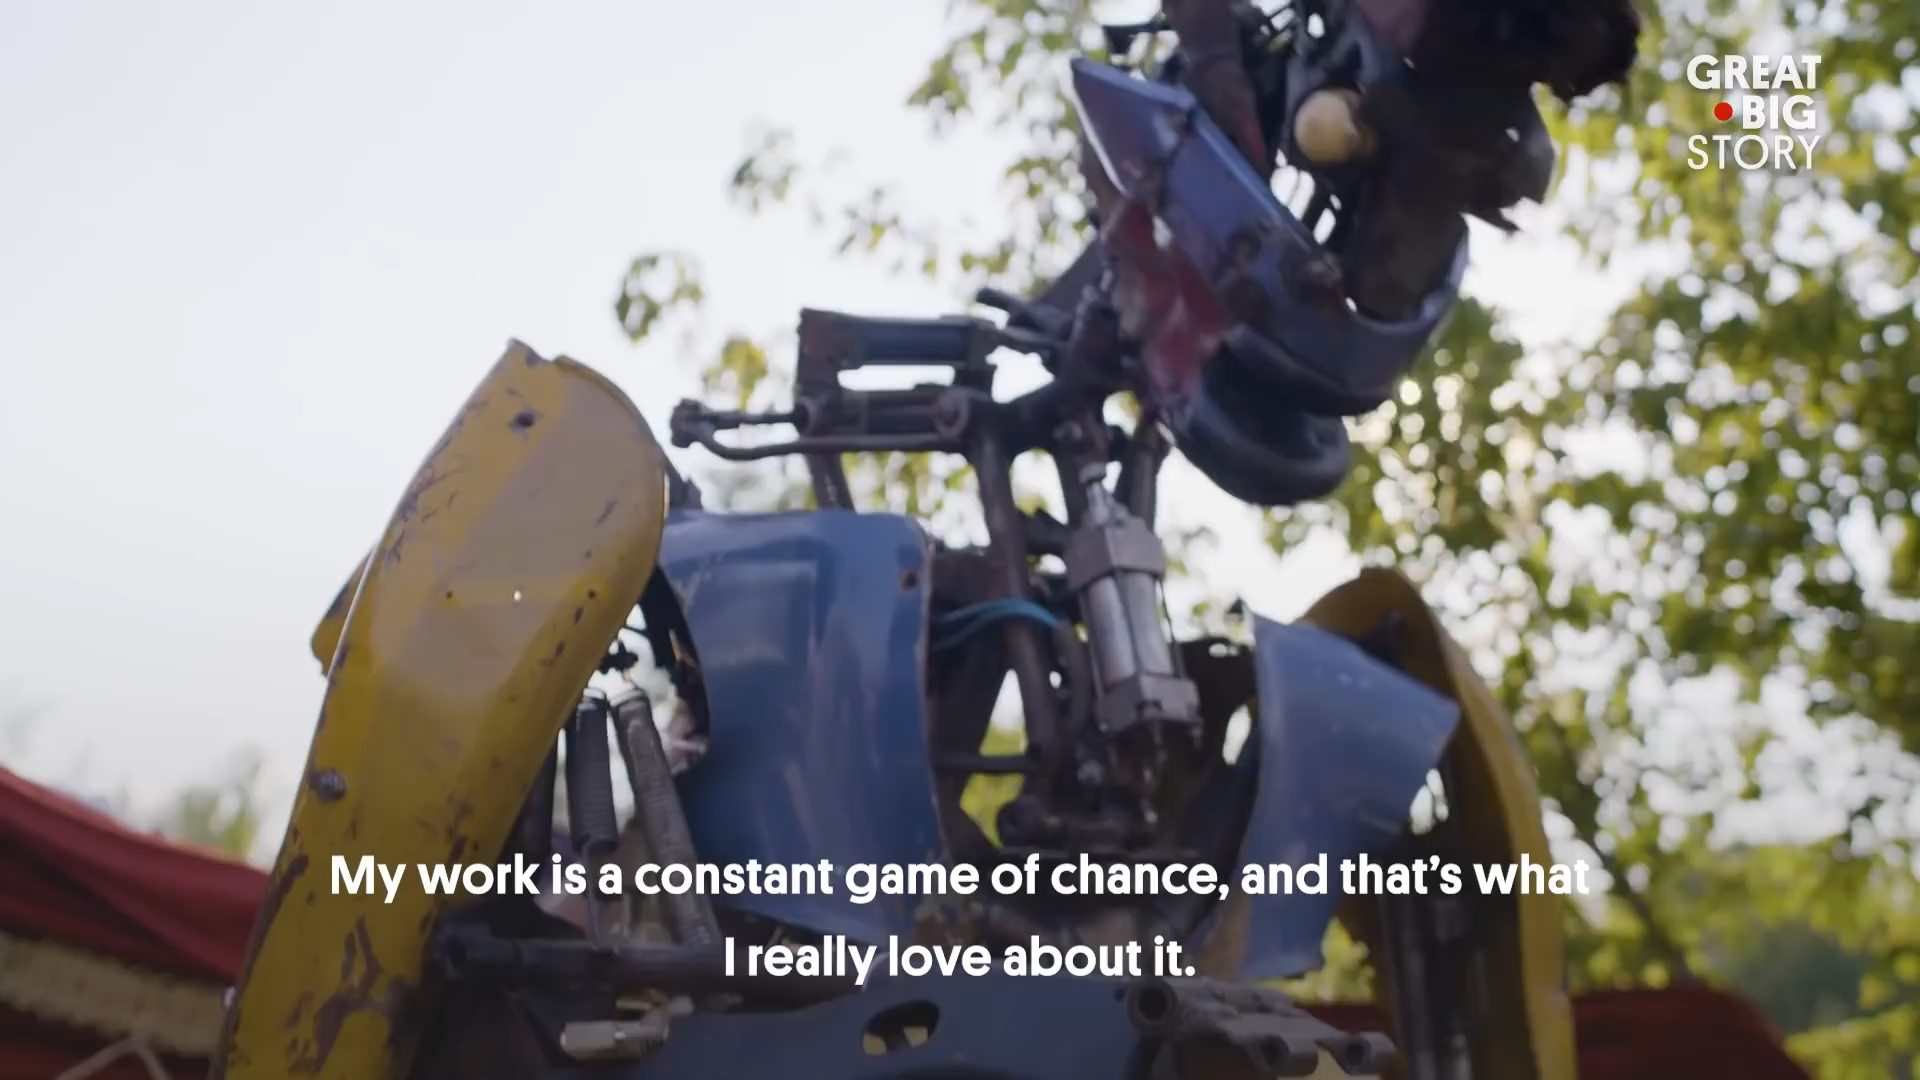 GREAT
BIG
STORY
My work is a constant game of chance, and that’s what
I really love about it.